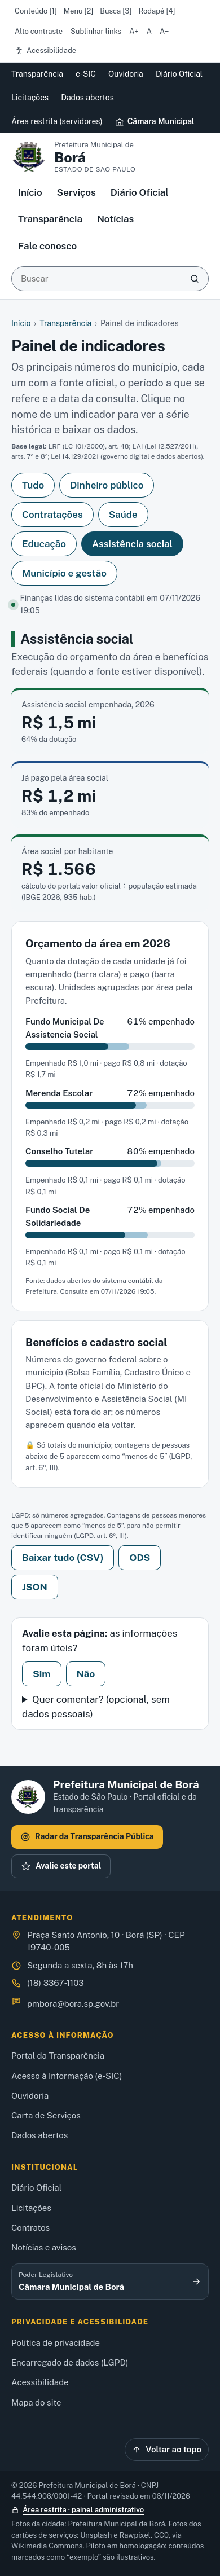 Conteúdo [1] Menu [2] Busca [3] Rodapé [4]
Alto contraste Sublinhar links A+ A A−
Acessibilidade
Transparência e-SIC Ouvidoria Diário Oficial
Licitações Dados abertos
Área restrita (servidores) Câmara Municipal
Prefeitura Municipal de
Borá
ESTADO DE SÃO PAULO
Início Serviços Diário Oficial
Transparência Notícias
Fale conosco
Buscar
Início › Transparência › Painel de indicadores
Painel de indicadores
Os principais números do município, cada
um com a fonte oficial, o período a que se
refere e a data da consulta. Clique no
nome de um indicador para ver a série
histórica e baixar os dados.
Base legal: LRF (LC 101/2000), art. 48; LAI (Lei 12.527/2011),
arts. 7º e 8º; Lei 14.129/2021 (governo digital e dados abertos).
Tudo Dinheiro público
Contratações Saúde
Educação Assistência social
Município e gestão
Finanças lidas do sistema contábil em 07/11/2026
19:05
Assistência social
Execução do orçamento da área e benefícios
federais (quando a fonte estiver disponível).
Assistência social empenhada, 2026
R$ 1,5 mi
64% da dotação
Já pago pela área social
R$ 1,2 mi
83% do empenhado
Área social por habitante
R$ 1.566
cálculo do portal: valor oficial ÷ população estimada
(IBGE 2026, 935 hab.)
Orçamento da área em 2026
Quanto da dotação de cada unidade já foi
empenhado (barra clara) e pago (barra
escura). Unidades agrupadas por área pela
Prefeitura.
Fundo Municipal De 61% empenhado
Assistencia Social
Empenhado R$ 1,0 mi · pago R$ 0,8 mi · dotação
R$ 1,7 mi
Merenda Escolar 72% empenhado
Empenhado R$ 0,2 mi · pago R$ 0,2 mi · dotação
R$ 0,3 mi
Conselho Tutelar 80% empenhado
Empenhado R$ 0,1 mi · pago R$ 0,1 mi · dotação
R$ 0,1 mi
Fundo Social De 72% empenhado
Solidariedade
Empenhado R$ 0,1 mi · pago R$ 0,1 mi · dotação
R$ 0,1 mi
Fonte: dados abertos do sistema contábil da
Prefeitura. Consulta em 07/11/2026 19:05.
Benefícios e cadastro social
Números do governo federal sobre o
município (Bolsa Família, Cadastro Único e
BPC). A fonte oficial do Ministério do
Desenvolvimento e Assistência Social (MI
Social) está fora do ar; os números
aparecem quando ela voltar.
Só totais do município; contagens de pessoas
abaixo de 5 aparecem como "menos de 5" (LGPD,
art. 6º, III).
LGPD: só números agregados. Contagens de pessoas menores
que 5 aparecem como "menos de 5", para não permitir
identificar ninguém (LGPD, art. 6º, III).
Baixar tudo (CSV) ODS
JSON
Avalie esta página: as informações
foram úteis?
Sim Não
Quer comentar? (opcional, sem
dados pessoais)
Prefeitura Municipal de Borá
Estado de São Paulo · Portal oficial e da
transparência
Radar da Transparência Pública
Avalie este portal
ATENDIMENTO
Praça Santo Antonio, 10 · Borá (SP) · CEP
19740-005
Segunda a sexta, 8h às 17h
(18) 3367-1103
pmbora@bora.sp.gov.br
ACESSO À INFORMAÇÃO
Portal da Transparência
Acesso à Informação (e-SIC)
Ouvidoria
Carta de Serviços
Dados abertos
INSTITUCIONAL
Diário Oficial
Licitações
Contratos
Notícias e avisos
Poder Legislativo
Câmara Municipal de Borá →
PRIVACIDADE E ACESSIBILIDADE
Política de privacidade
Encarregado de dados (LGPD)
Acessibilidade
Mapa do site
↑ Voltar ao topo
© 2026 Prefeitura Municipal de Borá · CNPJ
44.544.906/0001-42 · Portal revisado em 06/11/2026
Área restrita · painel administrativo
Fotos da cidade: Prefeitura Municipal de Borá. Fotos dos
cartões de serviços: Unsplash e Rawpixel, CC0, via
Wikimedia Commons. Piloto em homologação: conteúdos
marcados como "exemplo" são ilustrativos.